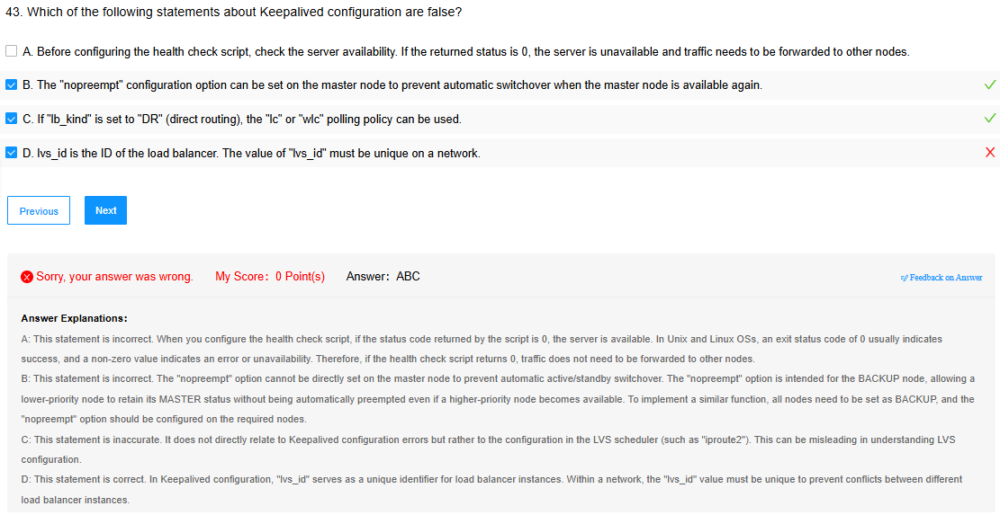 43. Which of the following statements about Keepalived configuration are false?
A. Before configuring the health check script, check the server availability. If the returned status is 0, the server is unavailable and traffic needs to be forwarded to other nodes.
B. The "nopreempt" configuration option can be set on the master node to prevent automatic switchover when the master node is available again.
C. If "lb_kind" is set to "DR" (direct routing), the "lc" or "wlc" polling policy can be used.
D. lvs_id is the ID of the load balancer. The value of "lvs_id" must be unique on a network.
Previous Next
Sorry, your answer was wrong. My Score: 0 Point(s) Answer: ABC Feedback on Answer
Answer Explanations:
A: This statement is incorrect. When you configure the health check script, if the status code returned by the script is 0, the server is available. In Unix and Linux OSs, an exit status code of 0 usually indicates
success, and a non-zero value indicates an error or unavailability. Therefore, if the health check script returns 0, traffic does not need to be forwarded to other nodes.
B: This statement is incorrect. The "nopreempt" option cannot be directly set on the master node to prevent automatic active/standby switchover. The "nopreempt" option is intended for the BACKUP node, allowing a
lower-priority node to retain its MASTER status without being automatically preempted even if a higher-priority node becomes available. To implement a similar function, all nodes need to be set as BACKUP, and the
"nopreempt" option should be configured on the required nodes.
C: This statement is inaccurate. It does not directly relate to Keepalived configuration errors but rather to the configuration in the LVS scheduler (such as "iproute2"). This can be misleading in understanding LVS
configuration.
D: This statement is correct. In Keepalived configuration, "lvs_id" serves as a unique identifier for load balancer instances. Within a network, the "lvs_id" value must be unique to prevent conflicts between different
load balancer instances.